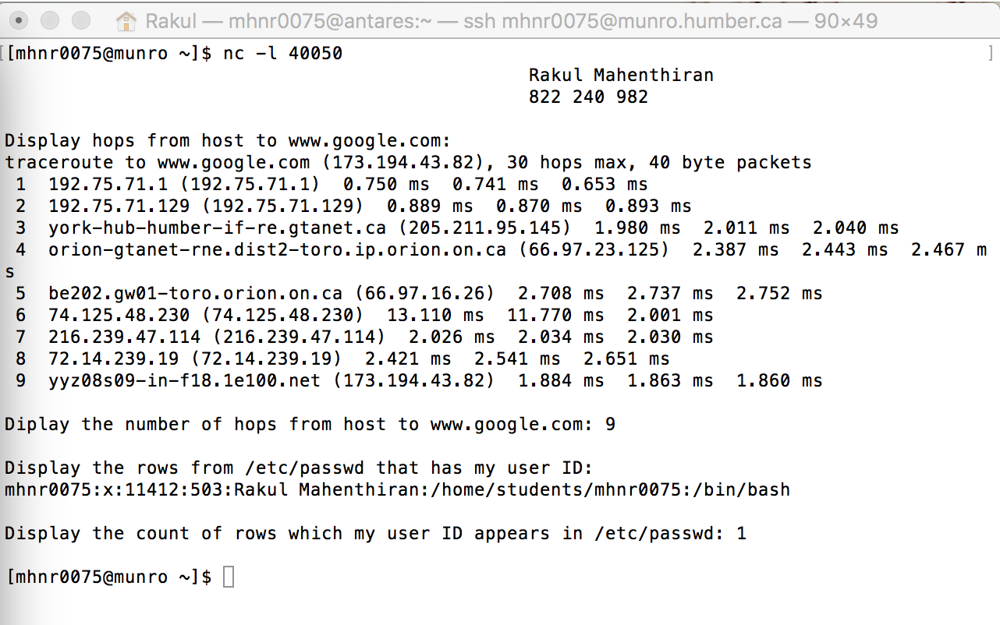 Rakul — mhnr0075@antares:~ — ssh mhnr0075@munro.humber.ca — 90×49
[mhnr0075@munro ~]$ nc -l 40050
Rakul Mahenthiran
822 240 982
Display hops from host to www.google.com:
traceroute to www.google.com (173.194.43.82), 30 hops max, 40 byte packets
1  192.75.71.1 (192.75.71.1)  0.750 ms  0.741 ms  0.653 ms
2  192.75.71.129 (192.75.71.129)  0.889 ms  0.870 ms  0.893 ms
3  york-hub-humber-if-re.gtanet.ca (205.211.95.145)  1.980 ms  2.011 ms  2.040 ms
4  orion-gtanet-rne.dist2-toro.ip.orion.on.ca (66.97.23.125)  2.387 ms  2.443 ms  2.467 m
s
5  be202.gw01-toro.orion.on.ca (66.97.16.26)  2.708 ms  2.737 ms  2.752 ms
6  74.125.48.230 (74.125.48.230)  13.110 ms  11.770 ms  2.001 ms
7  216.239.47.114 (216.239.47.114)  2.026 ms  2.034 ms  2.030 ms
8  72.14.239.19 (72.14.239.19)  2.421 ms  2.541 ms  2.651 ms
9  yyz08s09-in-f18.1e100.net (173.194.43.82)  1.884 ms  1.863 ms  1.860 ms
Diplay the number of hops from host to www.google.com: 9
Display the rows from /etc/passwd that has my user ID:
mhnr0075:x:11412:503:Rakul Mahenthiran:/home/students/mhnr0075:/bin/bash
Display the count of rows which my user ID appears in /etc/passwd: 1
[mhnr0075@munro ~]$